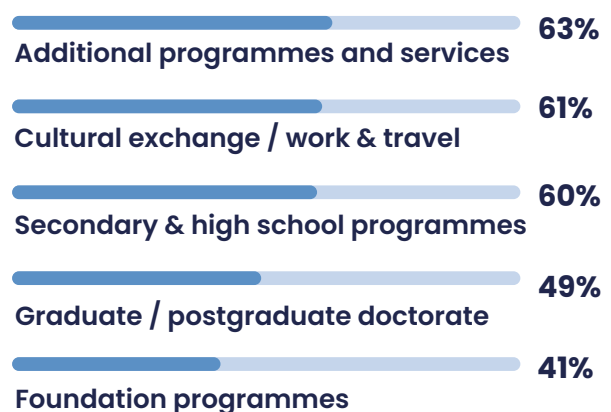 63%
Additional programmes and services
61%
Cultural exchange / work & travel
60%
Secondary & high school programmes
49%
Graduate / postgraduate doctorate
41%
Foundation programmes